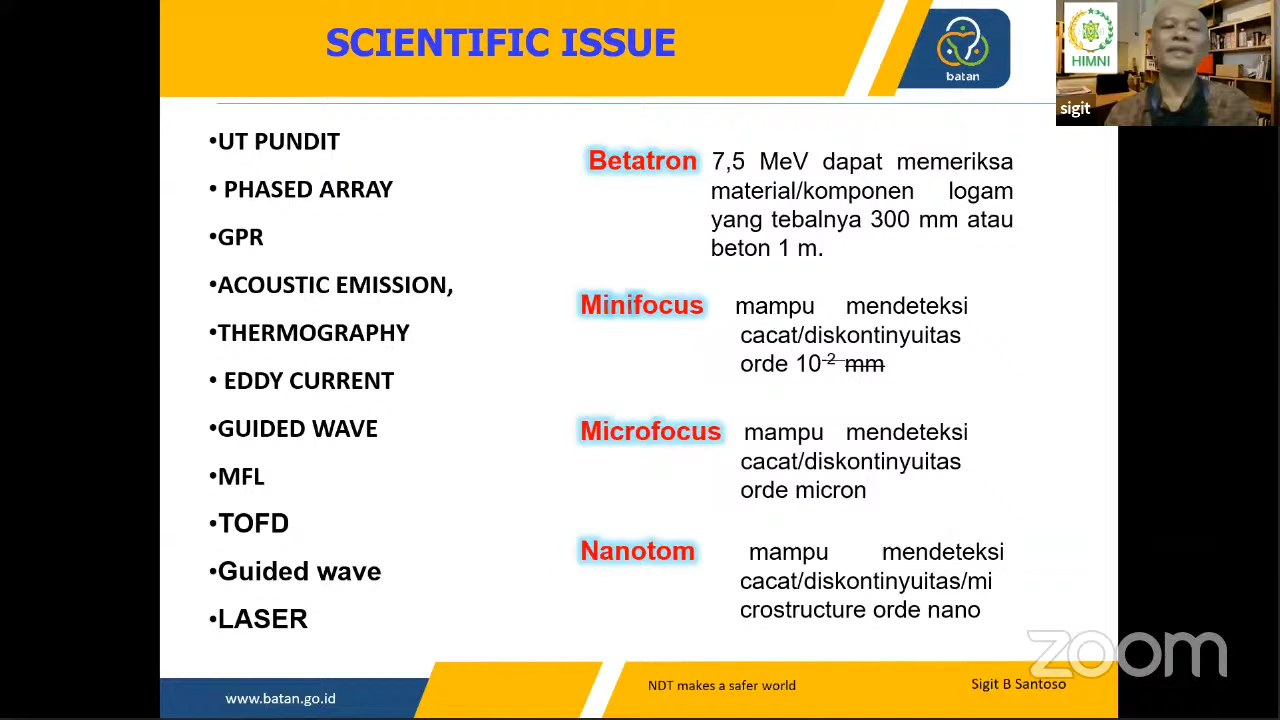 SCIENTIFIC ISSUE
batan
HIMNI
sigit
•UT PUNDIT
• PHASED ARRAY
•GPR
•ACOUSTIC EMISSION,
•THERMOGRAPHY
• EDDY CURRENT
•GUIDED WAVE
•MFL
•TOFD
•Guided wave
•LASER
Betatron 7,5 MeV dapat memeriksa
material/komponen logam
yang tebalnya 300 mm atau
beton 1 m.
Minifocus mampu mendeteksi
cacat/diskontinyuitas
orde 10⁻² mm
Microfocus mampu mendeteksi
cacat/diskontinyuitas
orde micron
Nanotom mampu mendeteksi
cacat/diskontinyuitas/mi
crostructure orde nano
zoom
www.batan.go.id
NDT makes a safer world
Sigit B Santoso